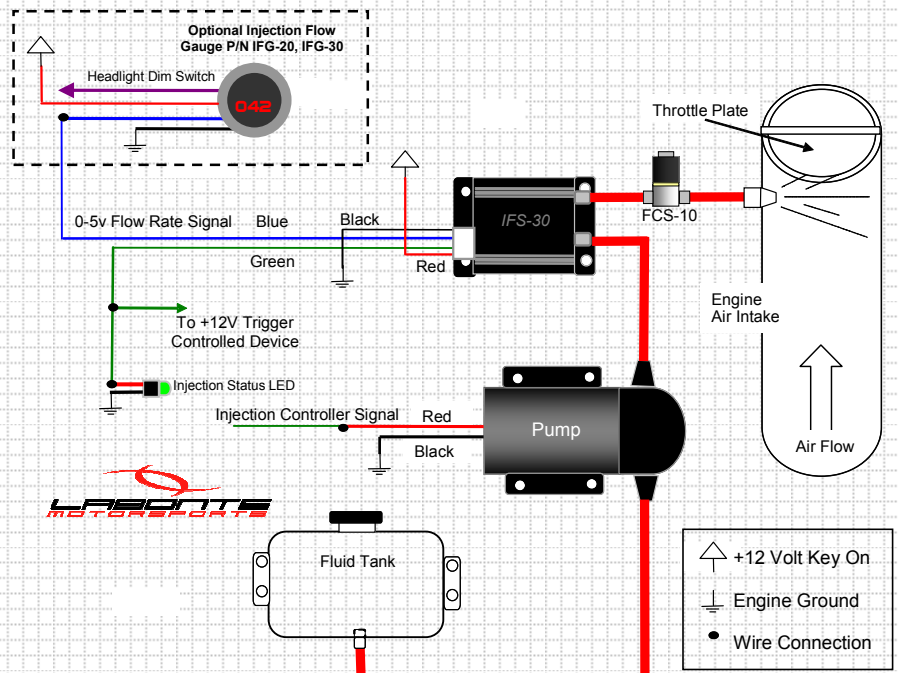 Optional Injection Flow
Gauge P/N IFG-20, IFG-30
Headlight Dim Switch
042
Throttle Plate
FCS-10
IFS-30
0-5v Flow Rate Signal
Blue
Black
Green
Red
Engine
Air Intake
To +12V Trigger
Controlled Device
Injection Status LED
Injection Controller Signal
Red
Black
Pump
Air Flow
LABONTE
MOTORSPORTS
Fluid Tank
+12 Volt Key On
Engine Ground
Wire Connection